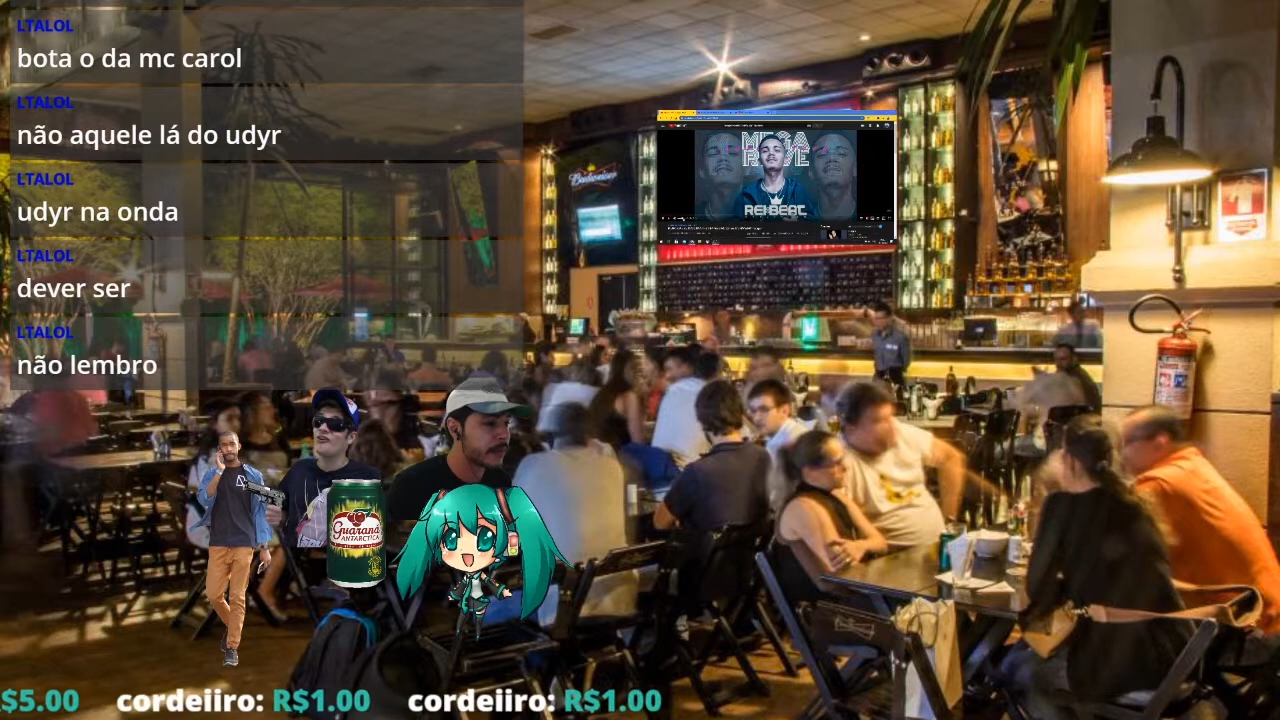 LTALOL
bota o da mc carol
LTALOL
não aquele lá do udyr
LTALOL
udyr na onda
LTALOL
dever ser
LTALOL
não lembro
Budweiser
MEGA
REI BEAT
Guaraná
ANTARCTICA
$5.00 cordeiiro: R$1.00 cordeiiro: R$1.00